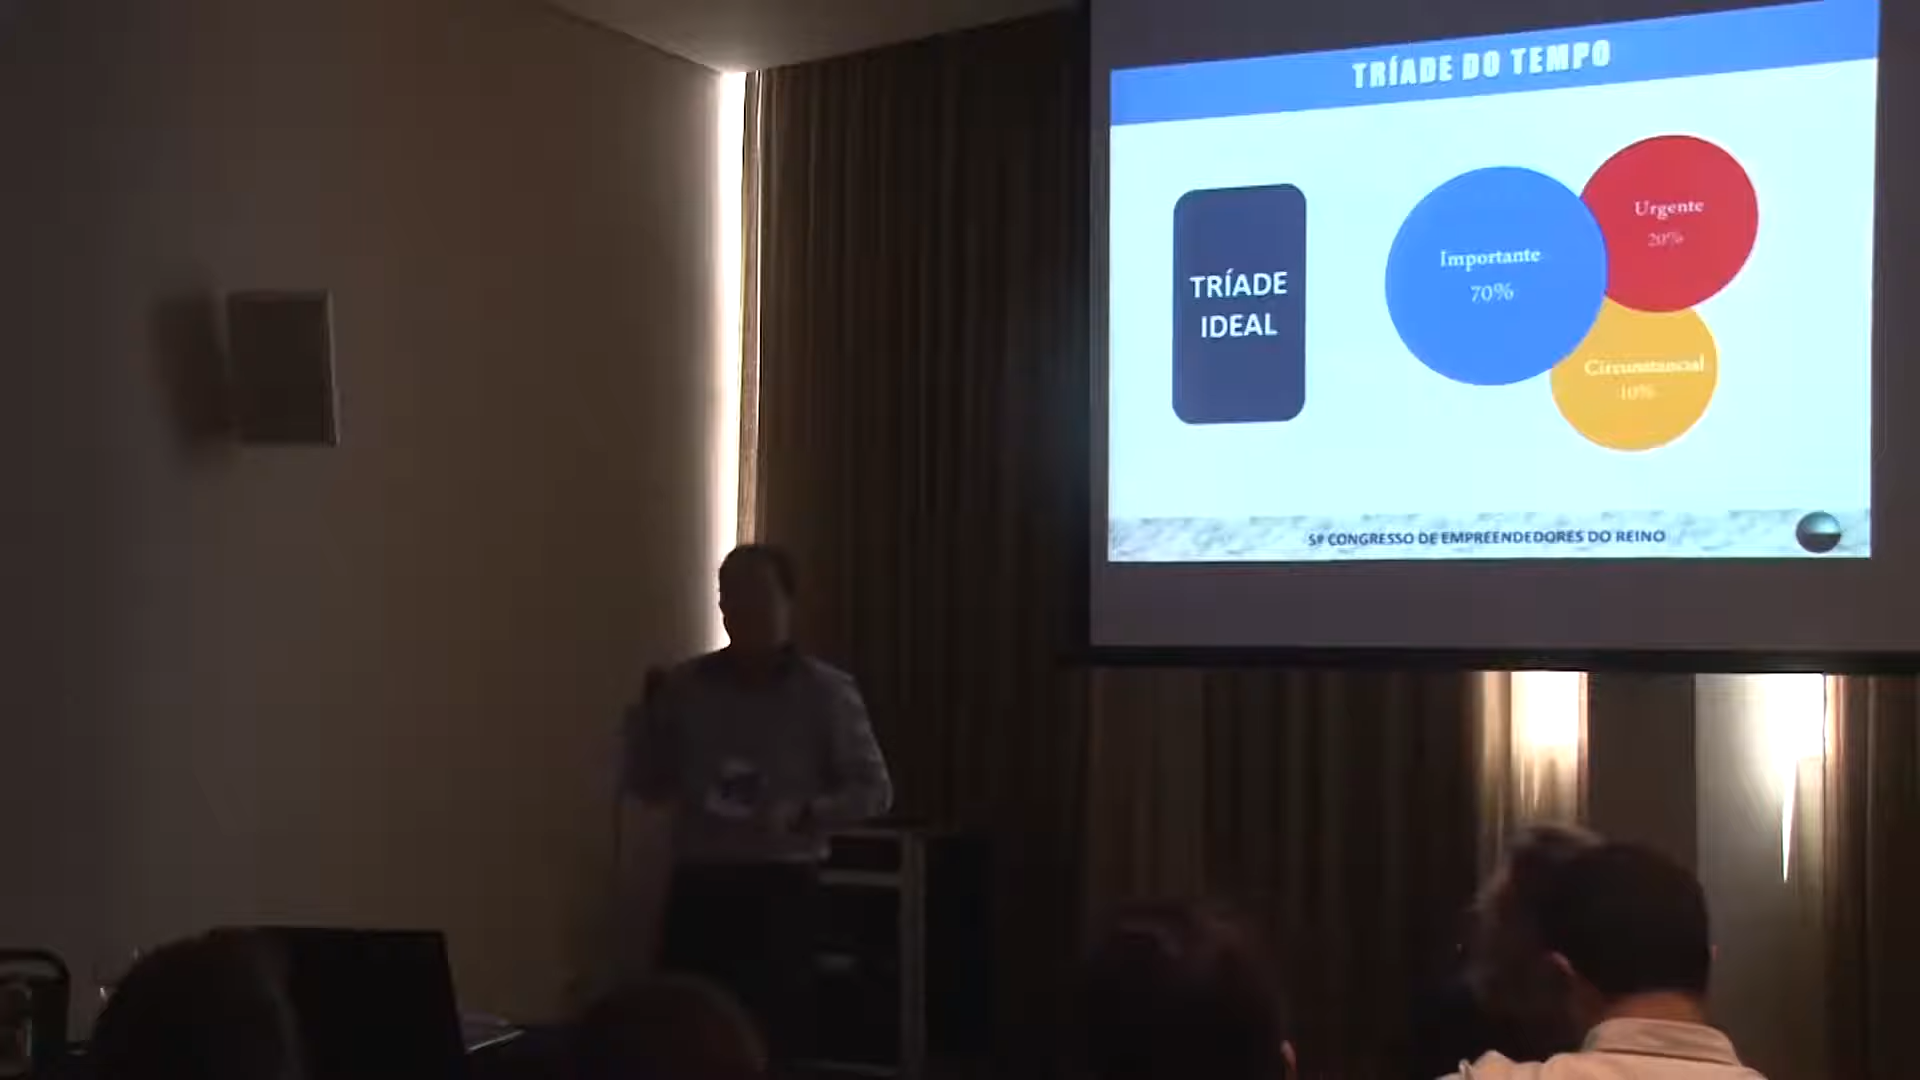 TRÍADE DO TEMPO
TRÍADE
IDEAL
Importante
70%
Urgente
20%
Circunstancial
10%
5º CONGRESSO DE EMPREENDEDORES DO REINO